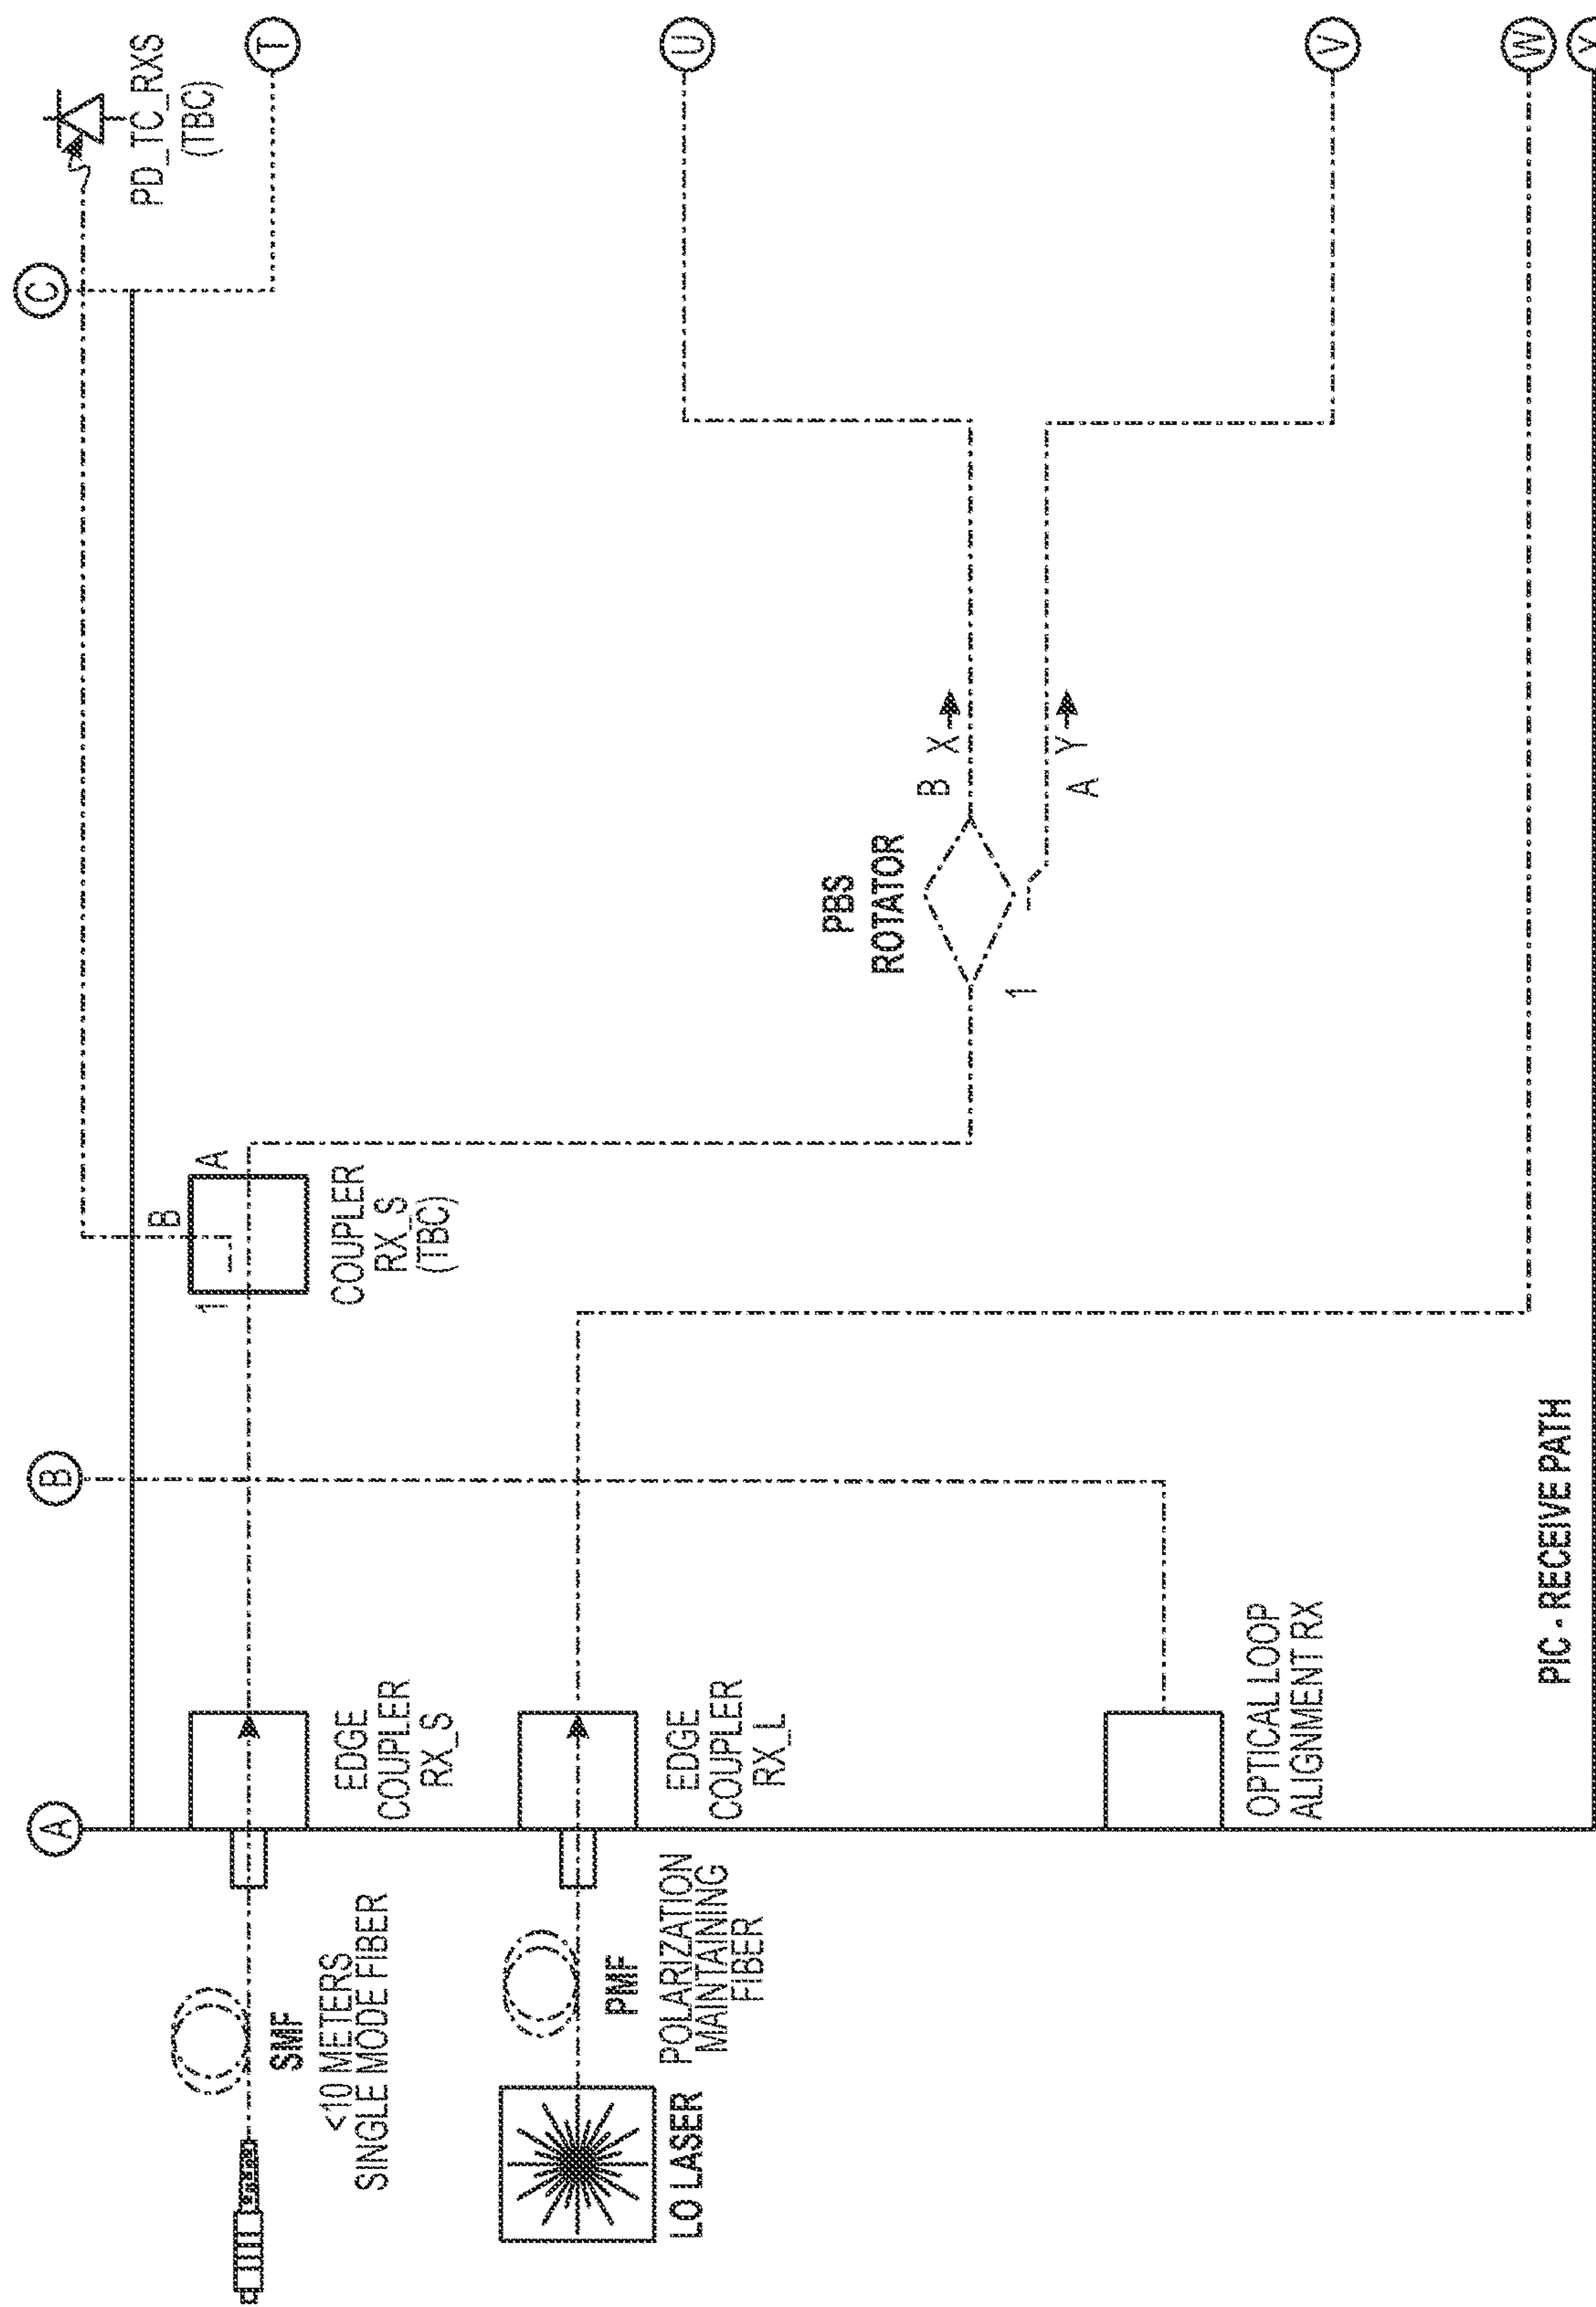 A
B
C
PD_TC_RXS
(TBC)
T
SMF
<10 METERS
SINGLE MODE FIBER
EDGE
COUPLER
RX_S
1
B
A
COUPLER
RX_S
(TBC)
LO LASER
PMF
POLARIZATION
MAINTAINING
FIBER
EDGE
COUPLER
RX_L
U
PBS
ROTATOR
1
B X
A Y
OPTICAL LOOP
ALIGNMENT RX
V
PIC - RECEIVE PATH
W
X